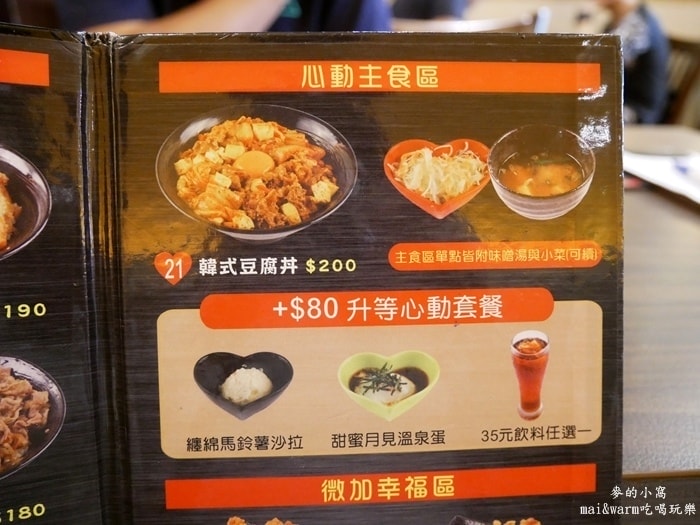 心動主食區
21 韓式豆腐丼 $200
主食區單點皆附味噌湯與小菜(可續)
+$80 升等心動套餐
纏綿馬鈴薯沙拉
甜蜜月見溫泉蛋
35元飲料任選一
微加幸福區
190
$180
麥的小窩
mai&warm吃喝玩樂